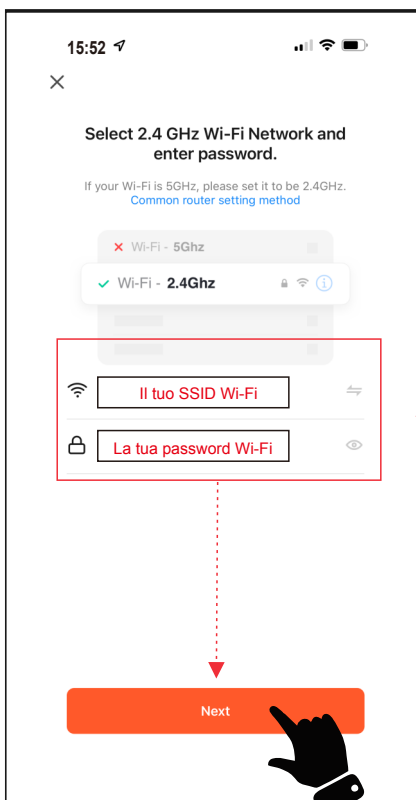 15:52
Select 2.4 GHz Wi-Fi Network and
enter password.
If your Wi-Fi is 5GHz, please set it to be 2.4GHz.
Common router setting method
Wi-Fi - 5Ghz
Wi-Fi - 2.4Ghz
Il tuo SSID Wi-Fi
La tua password Wi-Fi
Next